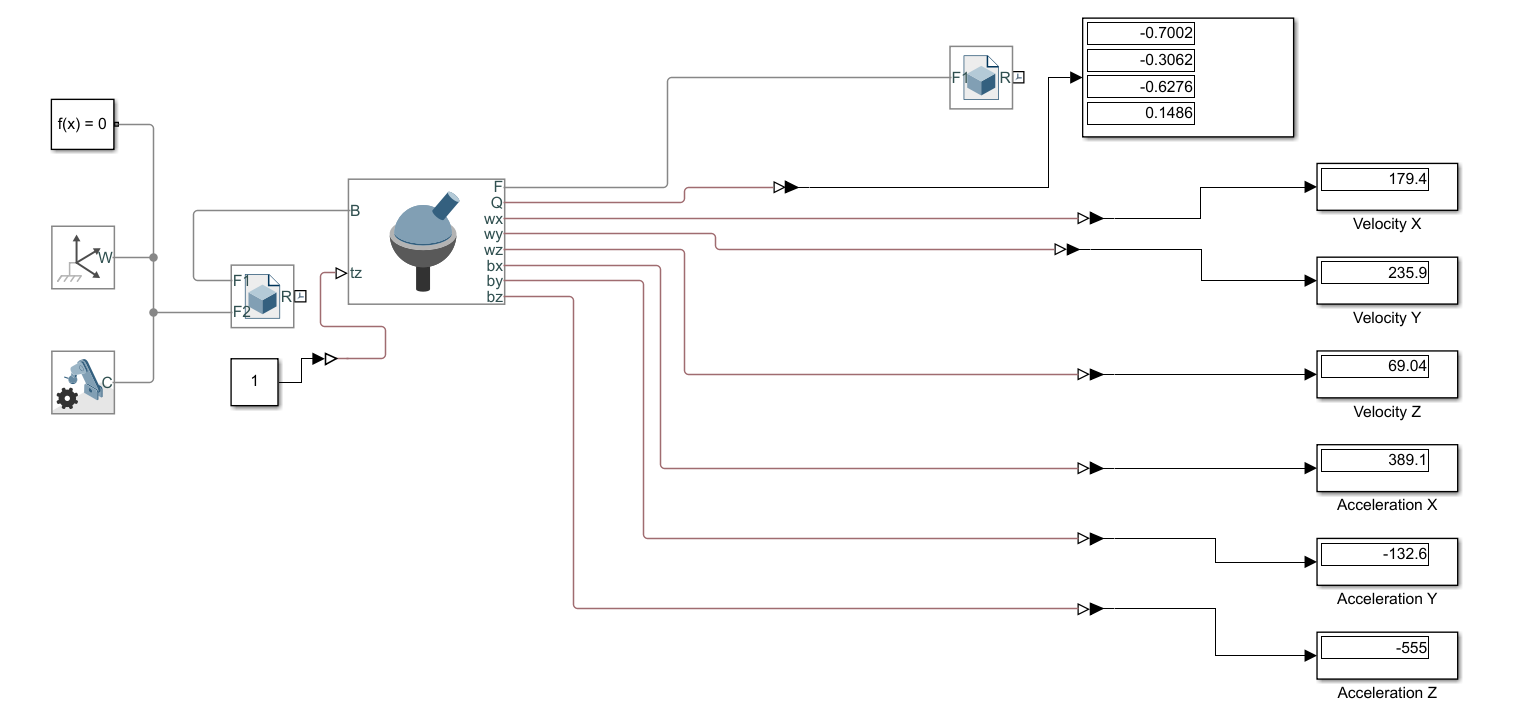 f(x) = 0
W
C
F1
F2
R
1
B
tz
F
Q
wx
wy
wz
bx
by
bz
F1
R
-0.7002
-0.3062
-0.6276
0.1486
179.4
Velocity X
235.9
Velocity Y
69.04
Velocity Z
389.1
Acceleration X
-132.6
Acceleration Y
-555
Acceleration Z